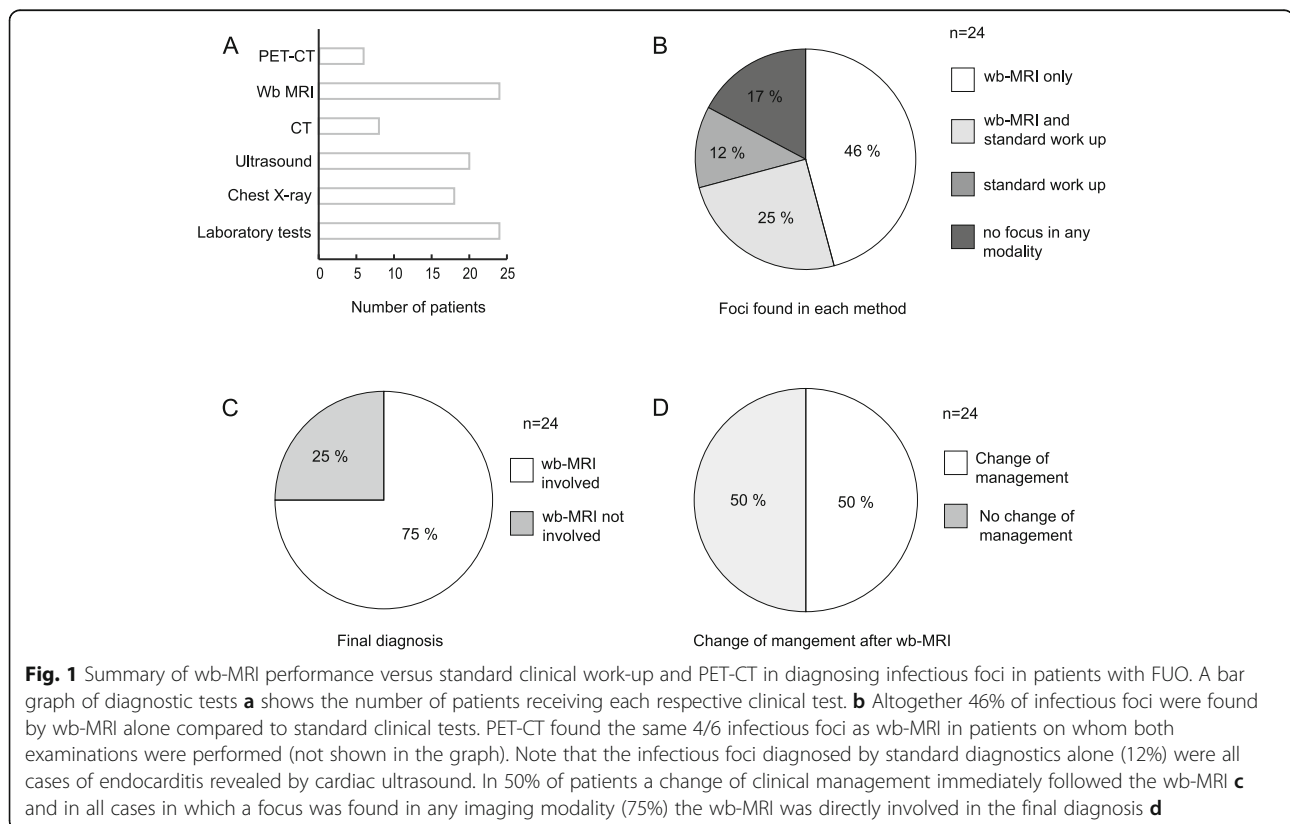 A
PET-CT
Wb MRI
CT
Ultrasound
Chest X-ray
Laboratory tests
0 5 10 15 20 25
Number of patients
B
n=24
17 %
46 %
12 %
25 %
wb-MRI only
wb-MRI and
standard work up
standard work up
no focus in any
modality
Foci found in each method
C
n=24
25 %
75 %
wb-MRI
involved
wb-MRI not
involved
Final diagnosis
D
n=24
50 %
50 %
Change of
management
No change of
management
Change of mangement after wb-MRI
Fig. 1 Summary of wb-MRI performance versus standard clinical work-up and PET-CT in diagnosing infectious foci in patients with FUO. A bar
graph of diagnostic tests a shows the number of patients receiving each respective clinical test. b Altogether 46% of infectious foci were found
by wb-MRI alone compared to standard clinical tests. PET-CT found the same 4/6 infectious foci as wb-MRI in patients on whom both
examinations were performed (not shown in the graph). Note that the infectious foci diagnosed by standard diagnostics alone (12%) were all
cases of endocarditis revealed by cardiac ultrasound. In 50% of patients a change of clinical management immediately followed the wb-MRI c
and in all cases in which a focus was found in any imaging modality (75%) the wb-MRI was directly involved in the final diagnosis d